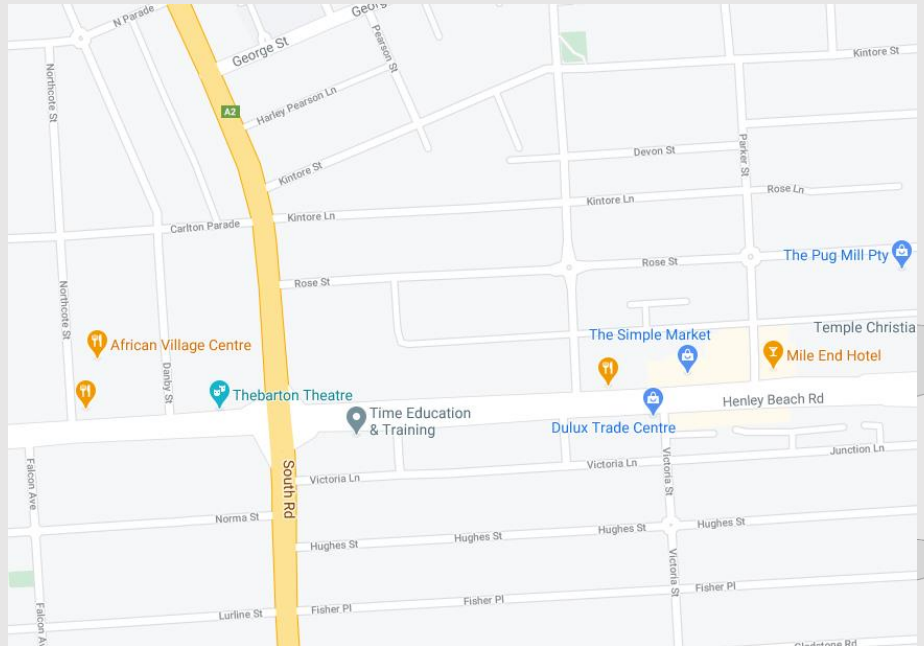 N Parade
George St
Geor
Pearson St
Kintore St
Northcote St
A2
Harley Pearson Ln
Parker St
Devon St
Kintore St
Rose Ln
Kintore Ln
Kintore Ln
Carlton Parade
The Pug Mill Pty
Rose St
Rose St
Northcote St
Temple Christia
The Simple Market
African Village Centre
Mile End Hotel
Danby St
Thebarton Theatre
Henley Beach Rd
Time Education
& Training
Dulux Trade Centre
Falcon Ave
South Rd
Victoria Ln
Victoria Ln
Victoria St
Junction Ln
Norma St
Hughes St
Hughes St
Hughes St
Hughes St
Victoria St
Fisher Pl
Fisher Pl
Fisher Pl
Lurline St
Falcon Av
Gladstone Rd